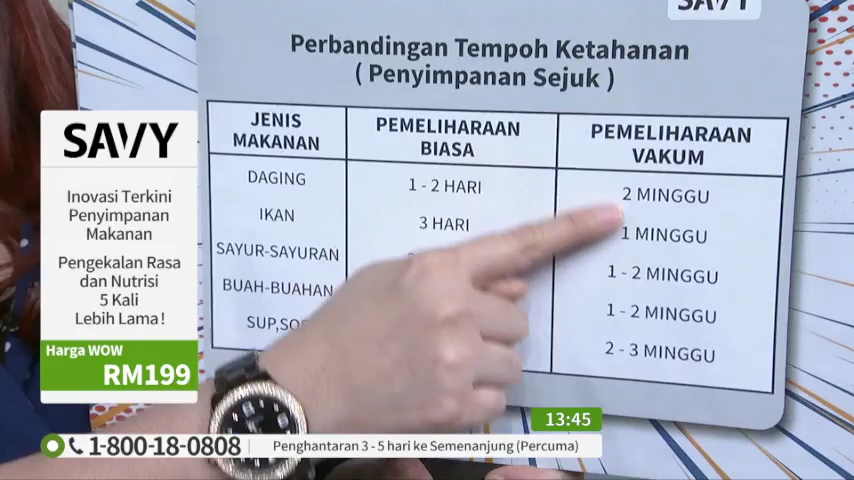 SAVY
Perbandingan Tempoh Ketahanan
( Penyimpanan Sejuk )
JENIS MAKANAN
PEMELIHARAAN BIASA
PEMELIHARAAN VAKUM
DAGING
1 - 2 HARI
2 MINGGU
IKAN
3 HARI
1 MINGGU
SAYUR-SAYURAN
1 - 2 MINGGU
BUAH-BUAHAN
1 - 2 MINGGU
2 - 3 MINGGU
SAVY
Inovasi Terkini
Penyimpanan
Makanan
Pengekalan Rasa
dan Nutrisi
5 Kali
Lebih Lama!
Harga WOW
RM199
13:45
1-800-18-0808
Penghantaran 3 - 5 hari ke Semenanjung (Percuma)